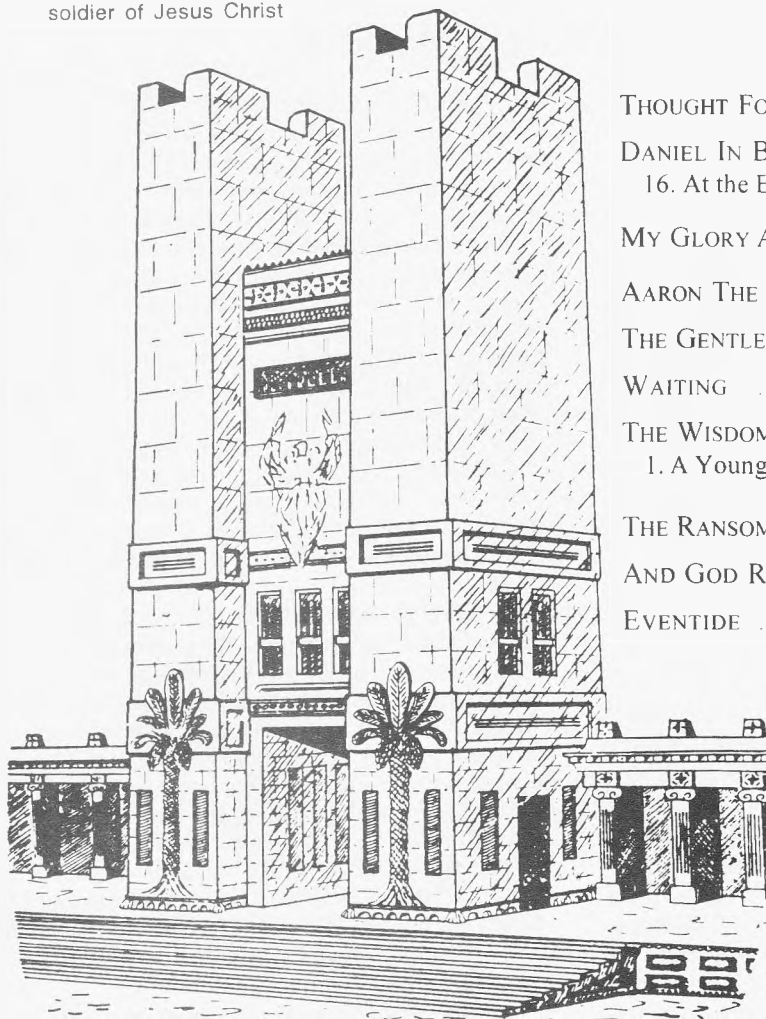 soldier of Jesus Christ
THOUGHT FO
DANIEL IN B
16. At the E
MY GLORY A
AARON THE
THE GENTLE
WAITING .
THE WISDOM
1. A Young
THE RANSOM
AND GOD R
EVENTIDE .